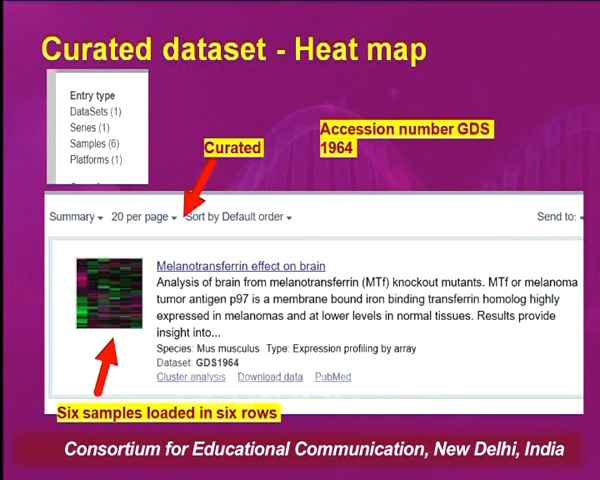 Curated dataset - Heat map
Entry type
DataSets (1)
Series (1)
Samples (6)
Platforms (1)
Curated
Accession number GDS
1964
Summary
20 per page
Sort by Default order
Send to:
Melanotransferrin effect on brain
Analysis of brain from melanotransferrin (MTf) knockout mutants. MTf or melanoma
tumor antigen p97 is a membrane bound iron binding transferrin homolog highly
expressed in melanomas and at lower levels in normal tissues. Results provide
insight into...
Species: Mus musculus Type: Expression profiling by array
Dataset: GDS1964
Cluster analysis Download data PubMed
Six samples loaded in six rows
Consortium for Educational Communication, New Delhi, India